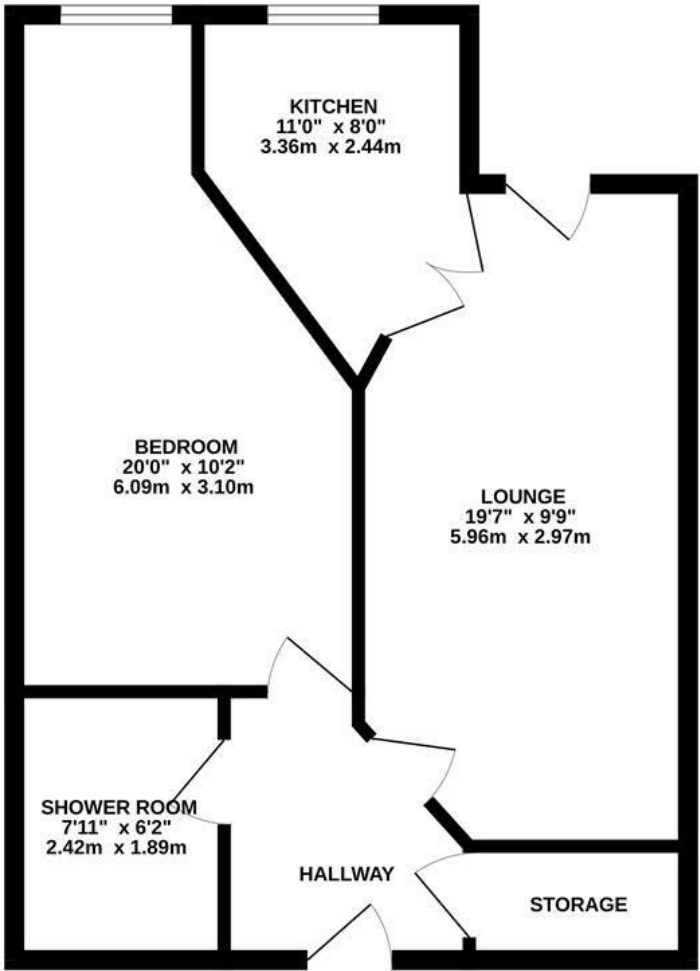 KITCHEN
11'0" x 8'0"
3.36m x 2.44m
BEDROOM
20'0" x 10'2"
6.09m x 3.10m
LOUNGE
19'7" x 9'9"
5.96m x 2.97m
SHOWER ROOM
7'11" x 6'2"
2.42m x 1.89m
HALLWAY
STORAGE